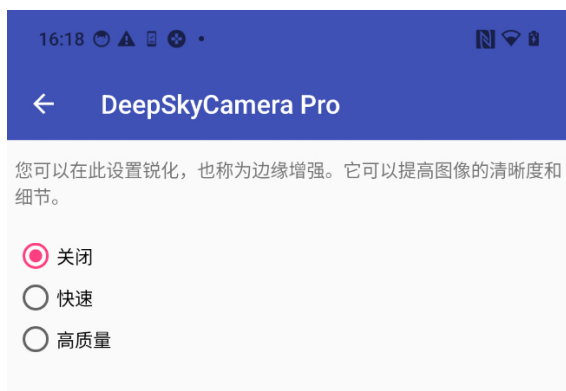 16:18
DeepSkyCamera Pro
您可以在此设置锐化，也称为边缘增强。它可以提高图像的清晰度和
细节。
关闭
快速
高质量